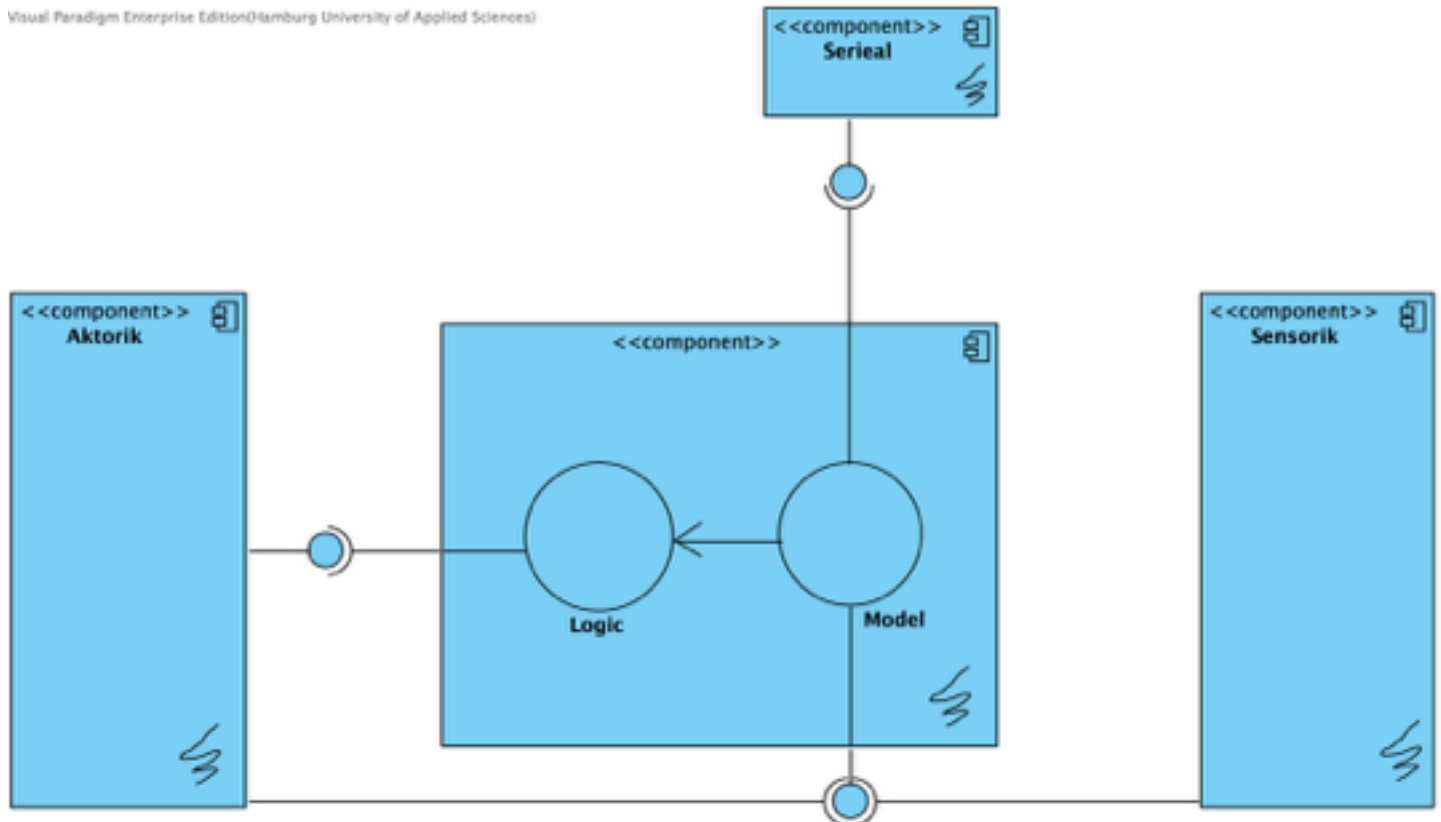 Visual Paradigm Enterprise Edition(Hamburg University of Applied Sciences)
<<component>>
Serieal
<<component>>
Aktorik
<<component>>
<<component>>
Sensorik
Logic
Model